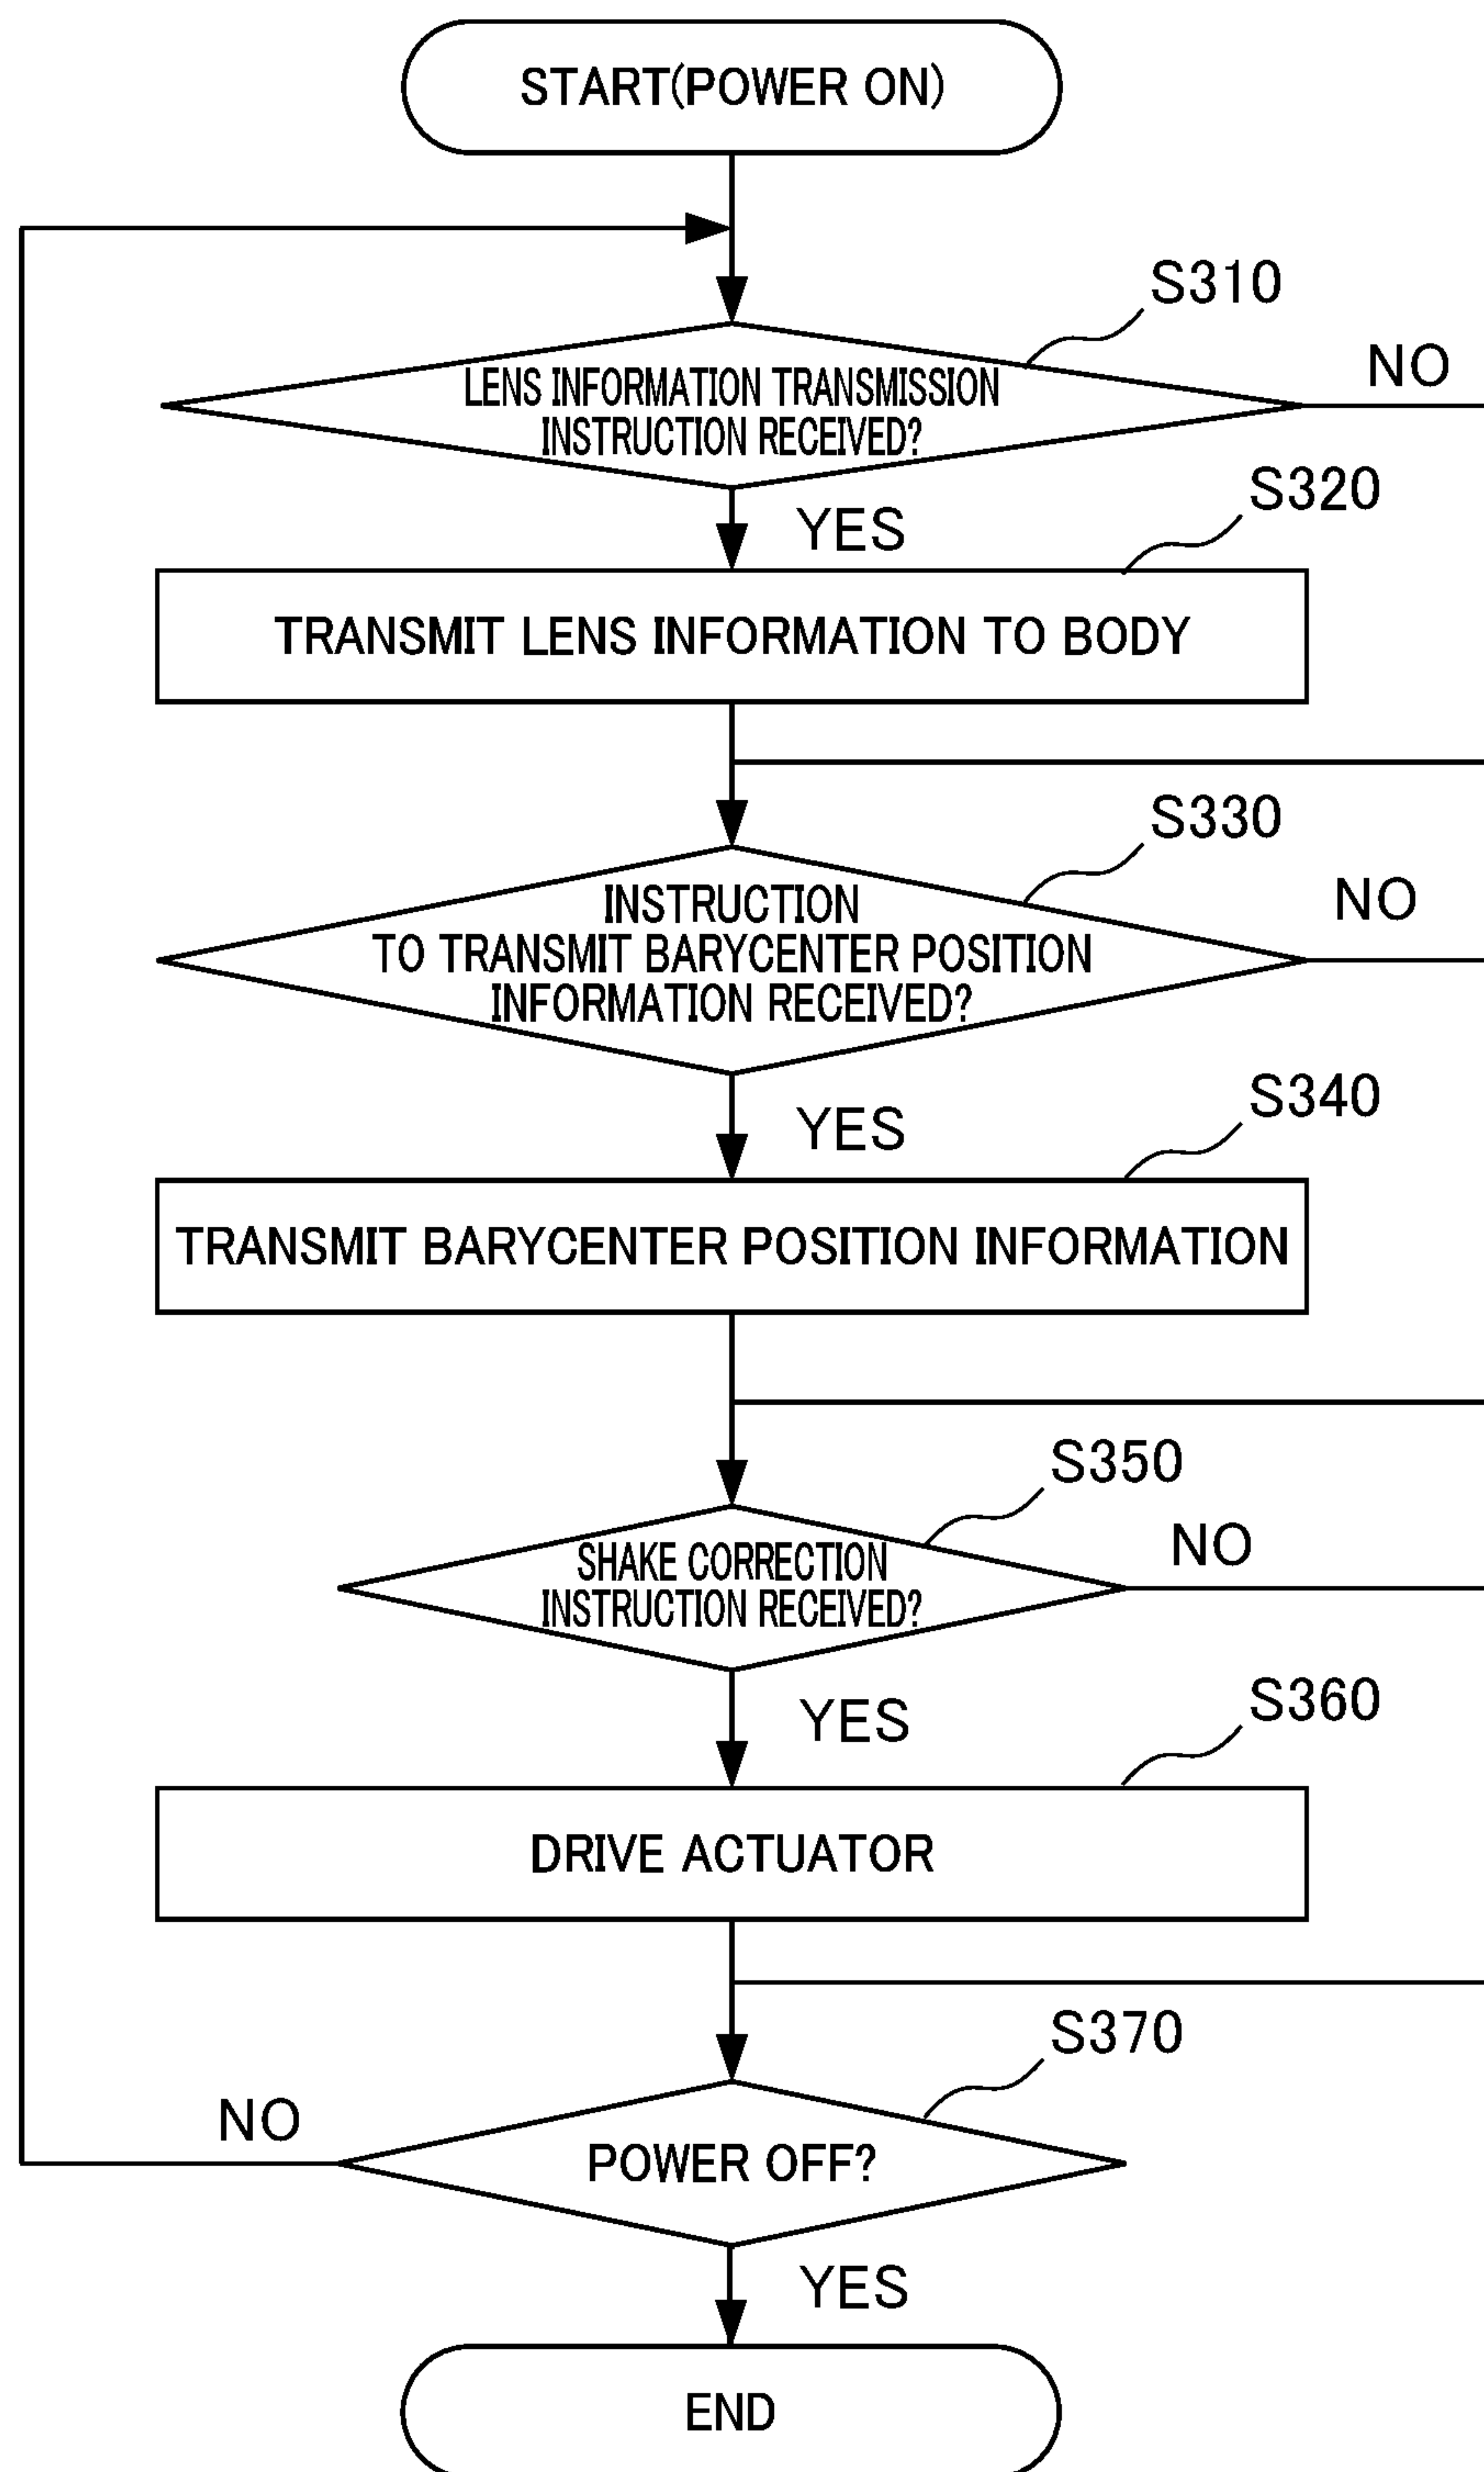 START(POWER ON)
S310
LENS INFORMATION TRANSMISSION
INSTRUCTION RECEIVED?
NO
YES
S320
TRANSMIT LENS INFORMATION TO BODY
S330
INSTRUCTION
TO TRANSMIT BARYCENTER POSITION
INFORMATION RECEIVED?
NO
YES
S340
TRANSMIT BARYCENTER POSITION INFORMATION
S350
SHAKE CORRECTION
INSTRUCTION RECEIVED?
NO
YES
S360
DRIVE ACTUATOR
S370
NO
POWER OFF?
YES
END